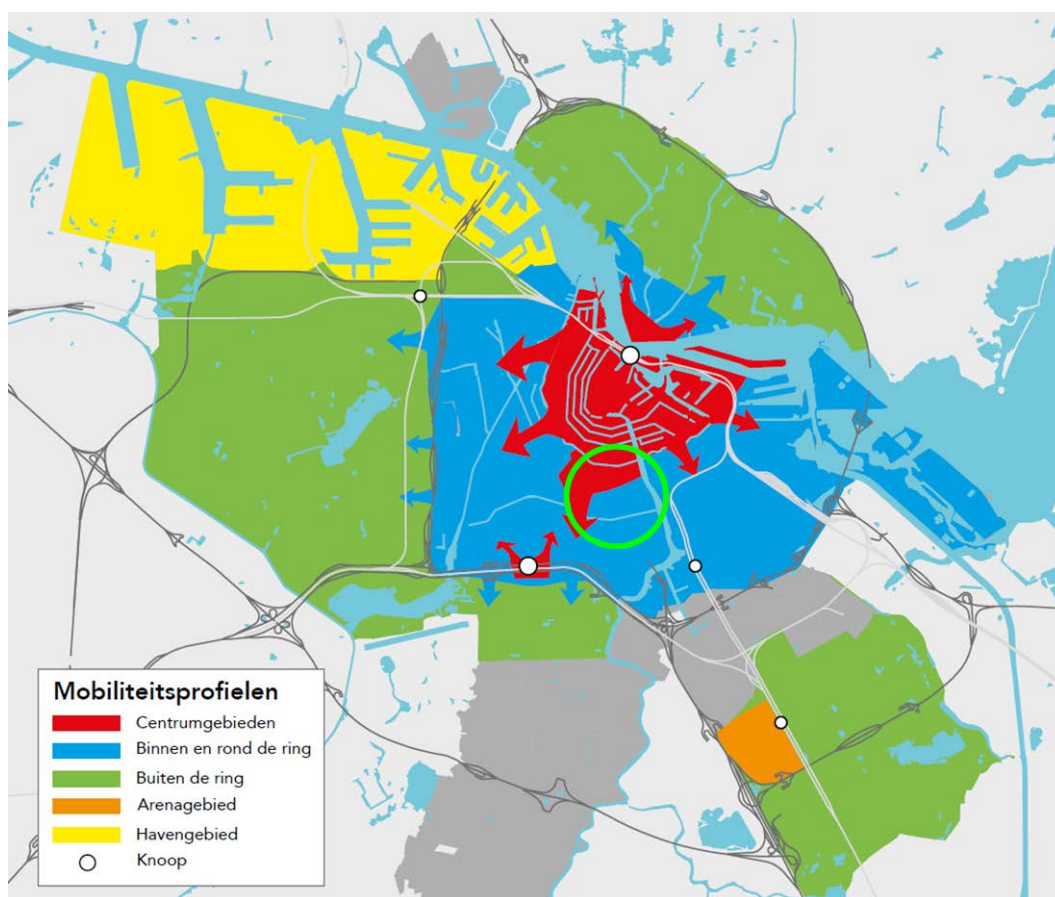 Mobiliteitsprofielen
Centrumgebieden
Binnen en rond de ring
Buiten de ring
Arenagebied
Havengebied
Knoop